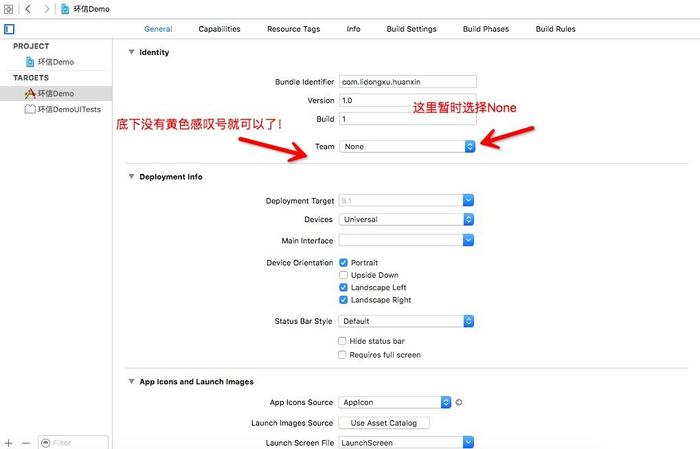 环信Demo
General Capabilities Resource Tags Info Build Settings Build Phases Build Rules
PROJECT
环信Demo
TARGETS
环信Demo
环信DemoUITests
Identity
Bundle Identifier com.lidongxu.huanxin
Version 1.0
这里暂时选择None
Build 1
底下没有黄色感叹号就可以了!
Team None
Deployment Info
Deployment Target 9.1
Devices Universal
Main Interface
Device Orientation Portrait
Upside Down
Landscape Left
Landscape Right
Status Bar Style Default
Hide status bar
Requires full screen
App Icons and Launch Images
App Icons Source AppIcon
Launch Images Source Use Asset Catalog
Launch Screen File LaunchScreen
Filter